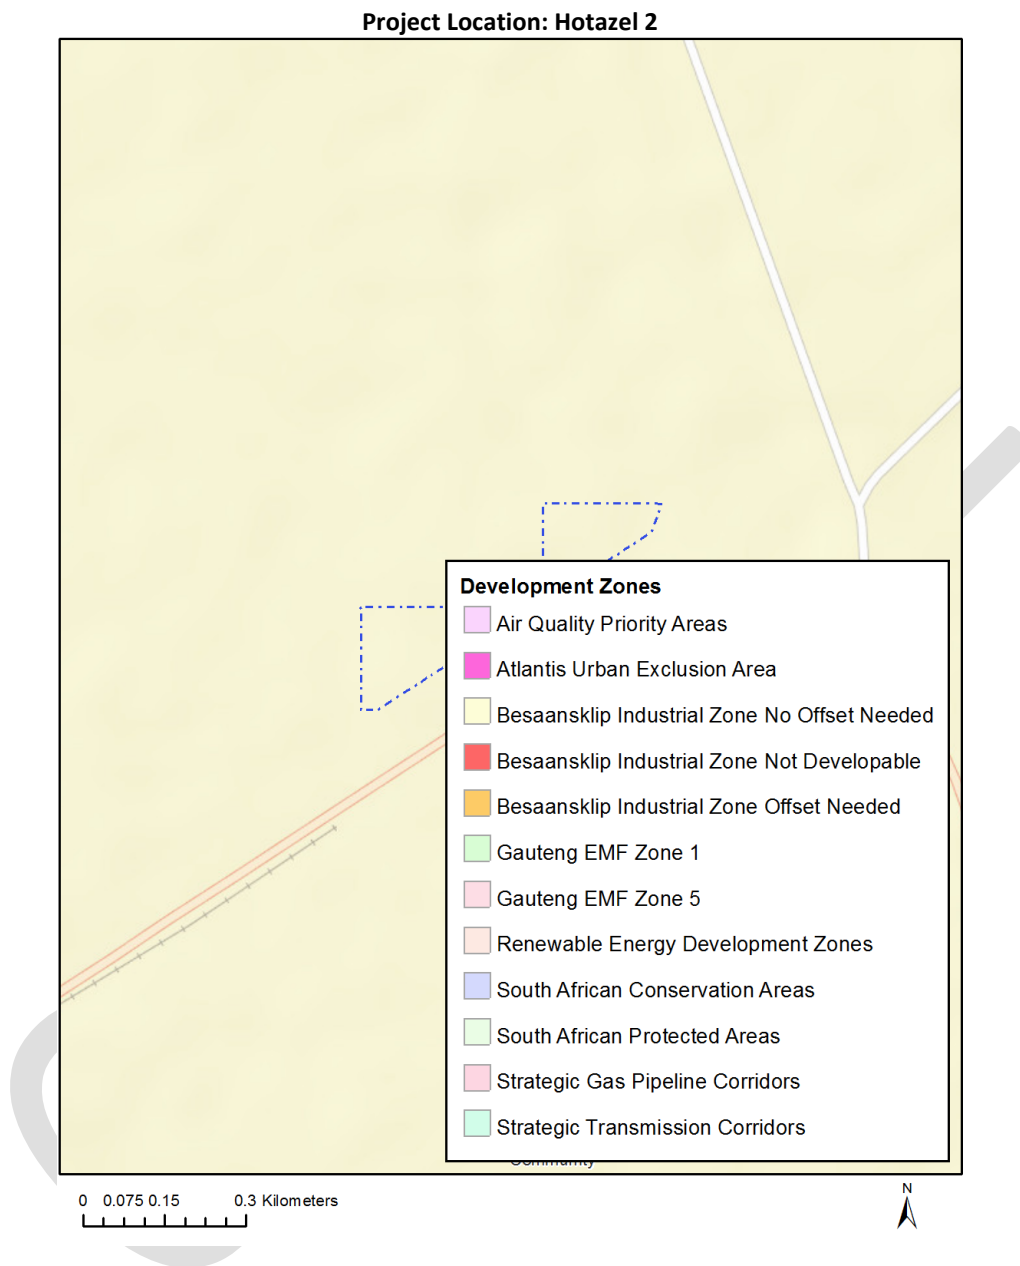 Project Location: Hotazel 2
Development Zones
Air Quality Priority Areas
Atlantis Urban Exclusion Area
Besaansklip Industrial Zone No Offset Needed
Besaansklip Industrial Zone Not Developable
Besaansklip Industrial Zone Offset Needed
Gauteng EMF Zone 1
Gauteng EMF Zone 5
Renewable Energy Development Zones
South African Conservation Areas
South African Protected Areas
Strategic Gas Pipeline Corridors
Strategic Transmission Corridors
Community
0 0.075 0.15 0.3 Kilometers
N